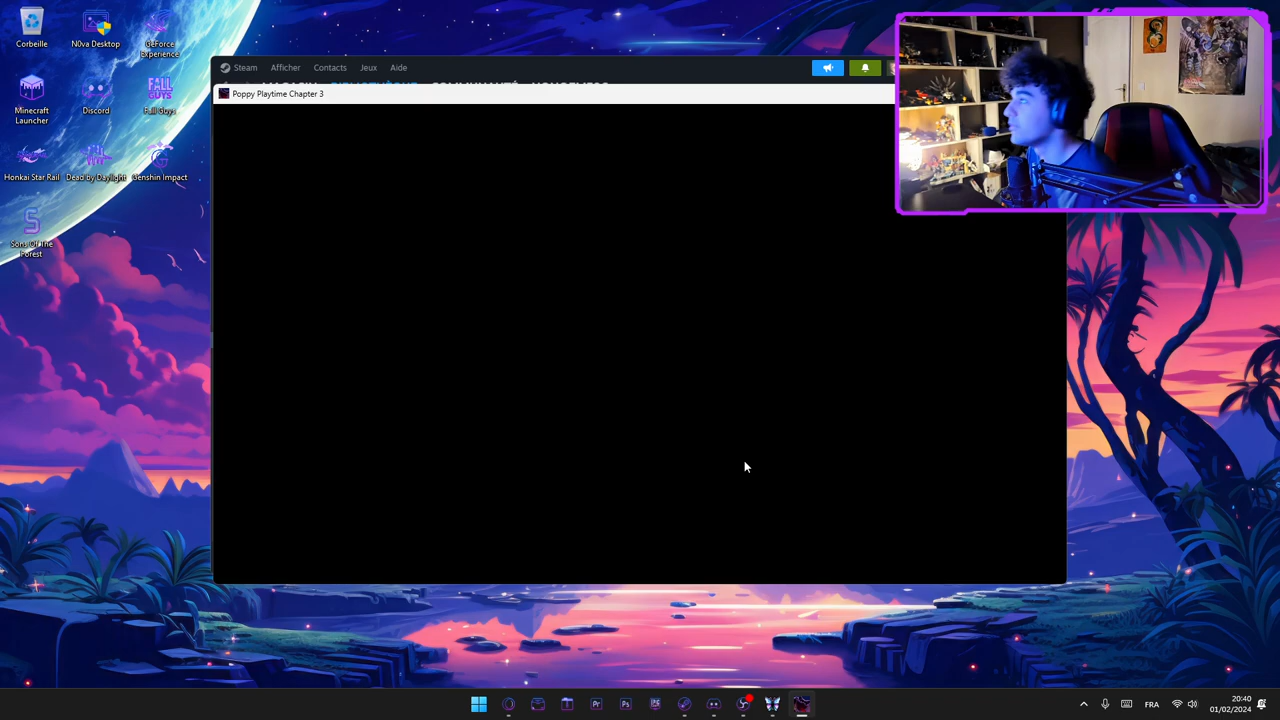 Corbeille
N0va Desktop
GeForce Experience
Minecraft Launcher
Discord
Fall Guys
Honkai Star Rail
Dead by Daylight
Genshin Impact
Sons Of The Forest
Steam Afficher Contacts Jeux Aide
Poppy Playtime Chapter 3
FRA
20:40
01/02/2024